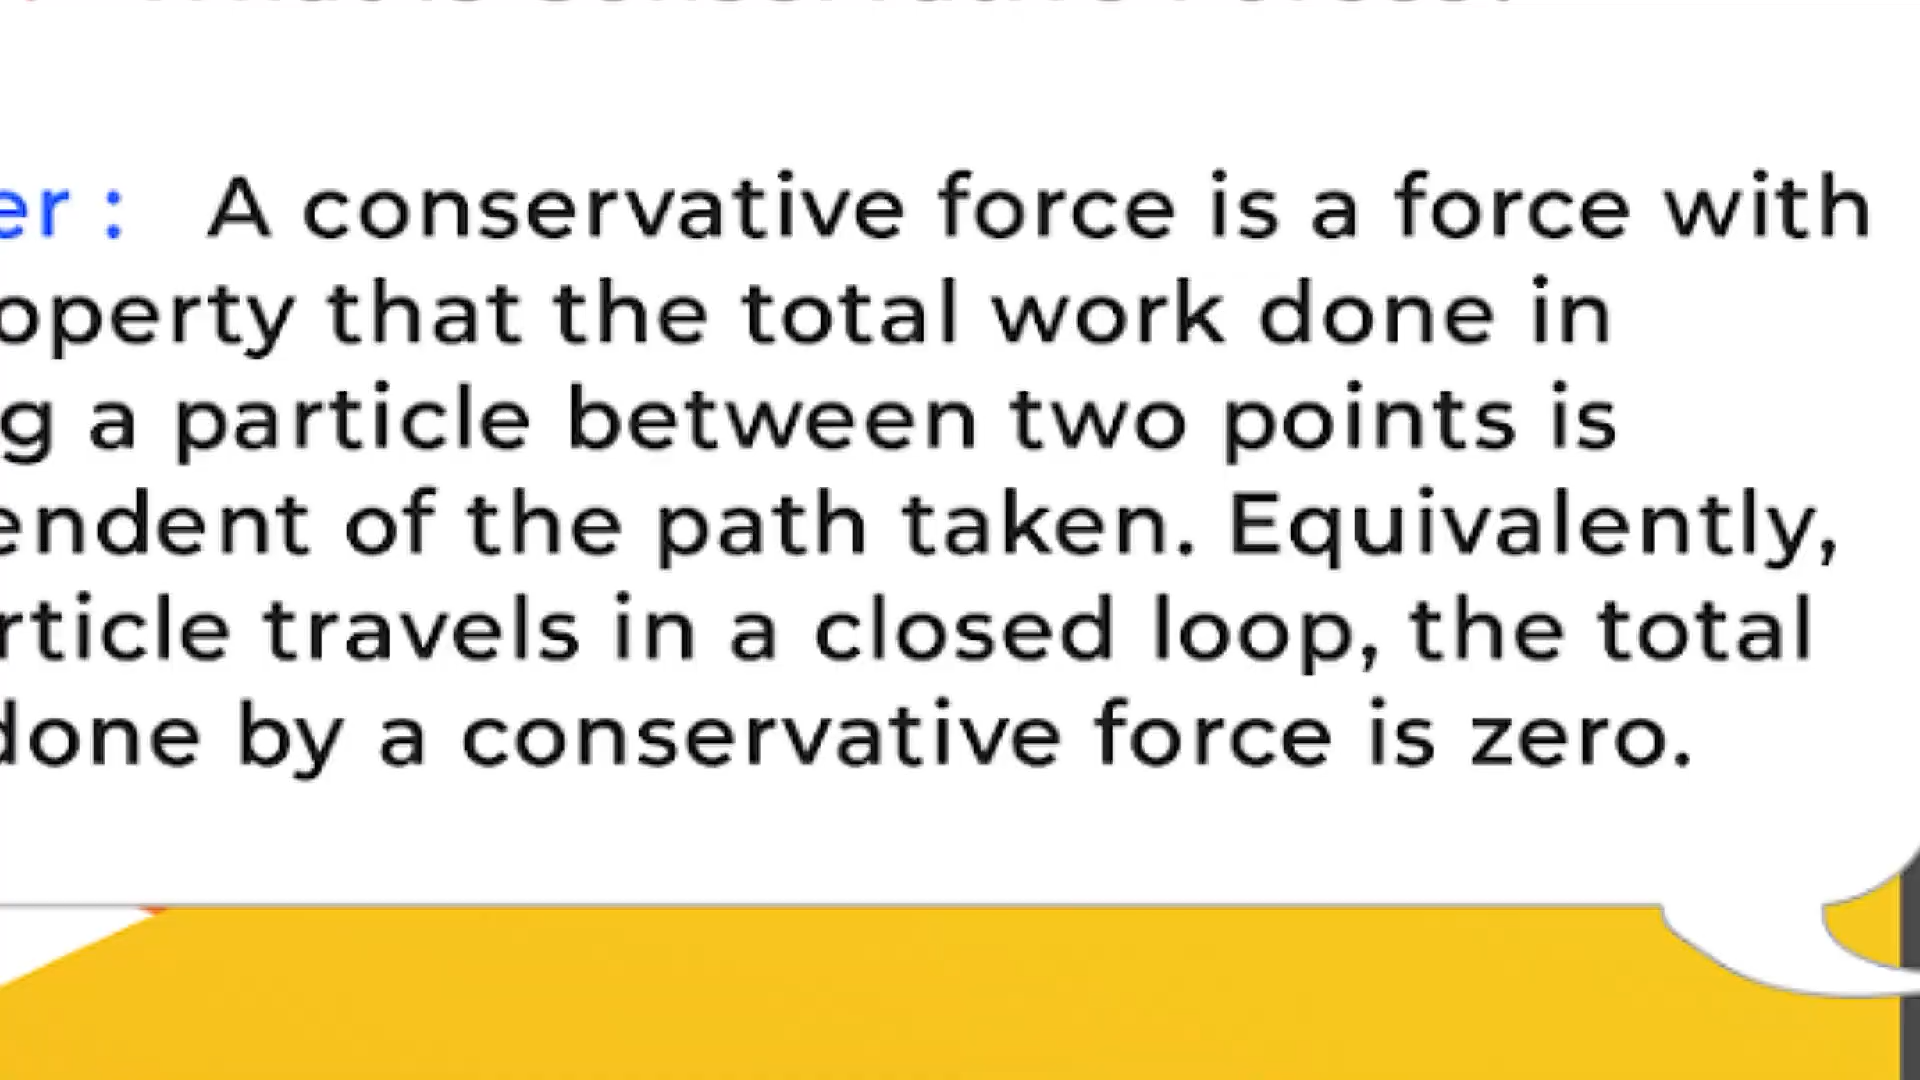 er : A conservative force is a force with
operty that the total work done in
g a particle between two points is
endent of the path taken. Equivalently,
rticle travels in a closed loop, the total
done by a conservative force is zero.